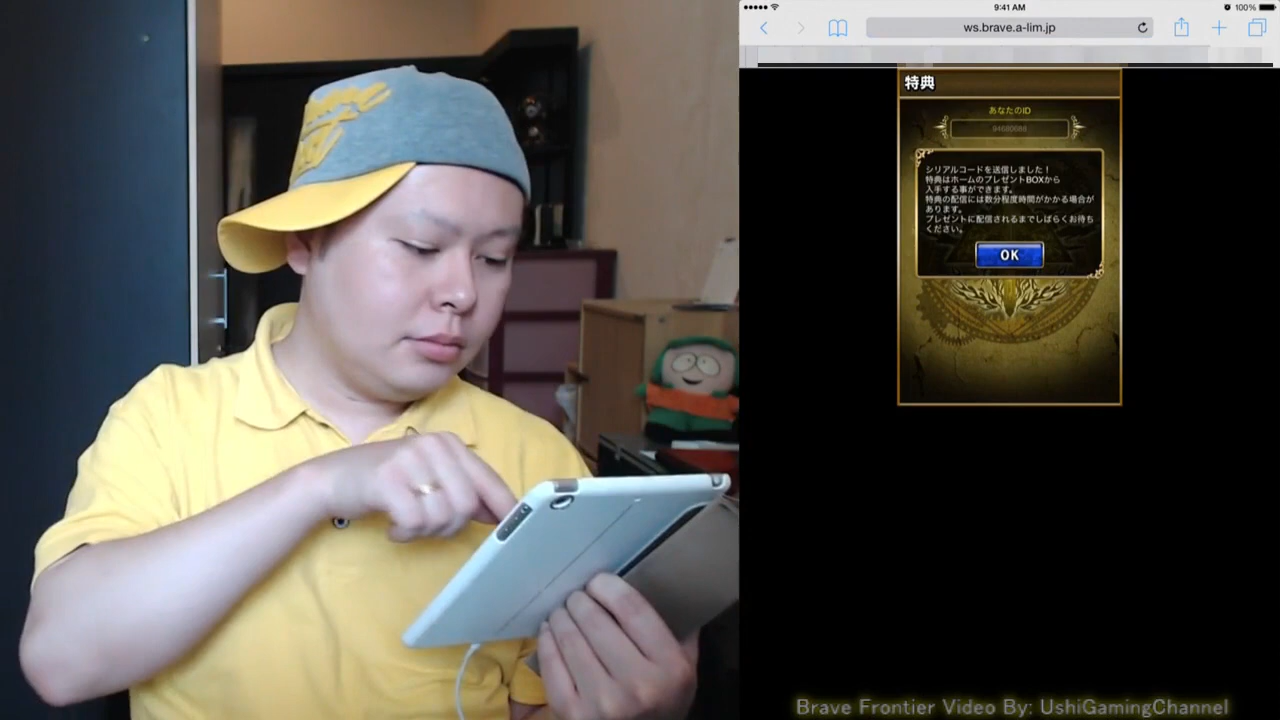 9:41 AM
100%
ws.brave.a-lim.jp
特典
あなたのID
シリアルコードを送信しました！
特典はホームのプレゼントBOXから
入手する事ができます。
特典の配信には数分程度時間がかかる場合が
あります。
プレゼントに配信されるまでしばらくお待ち
ください。
OK
Brave Frontier Video By: UshiGamingChannel